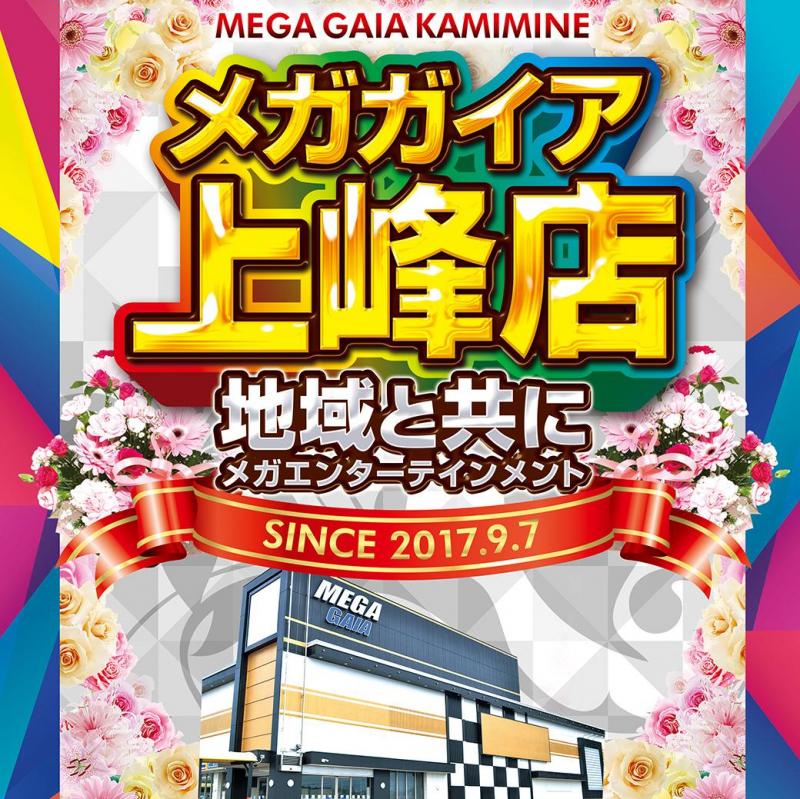 MEGA GAIA KAMIMINE
メガガイア
上峰店
地域と共に
メガエンターテインメント
SINCE 2017.9.7
MEGA
GAIA